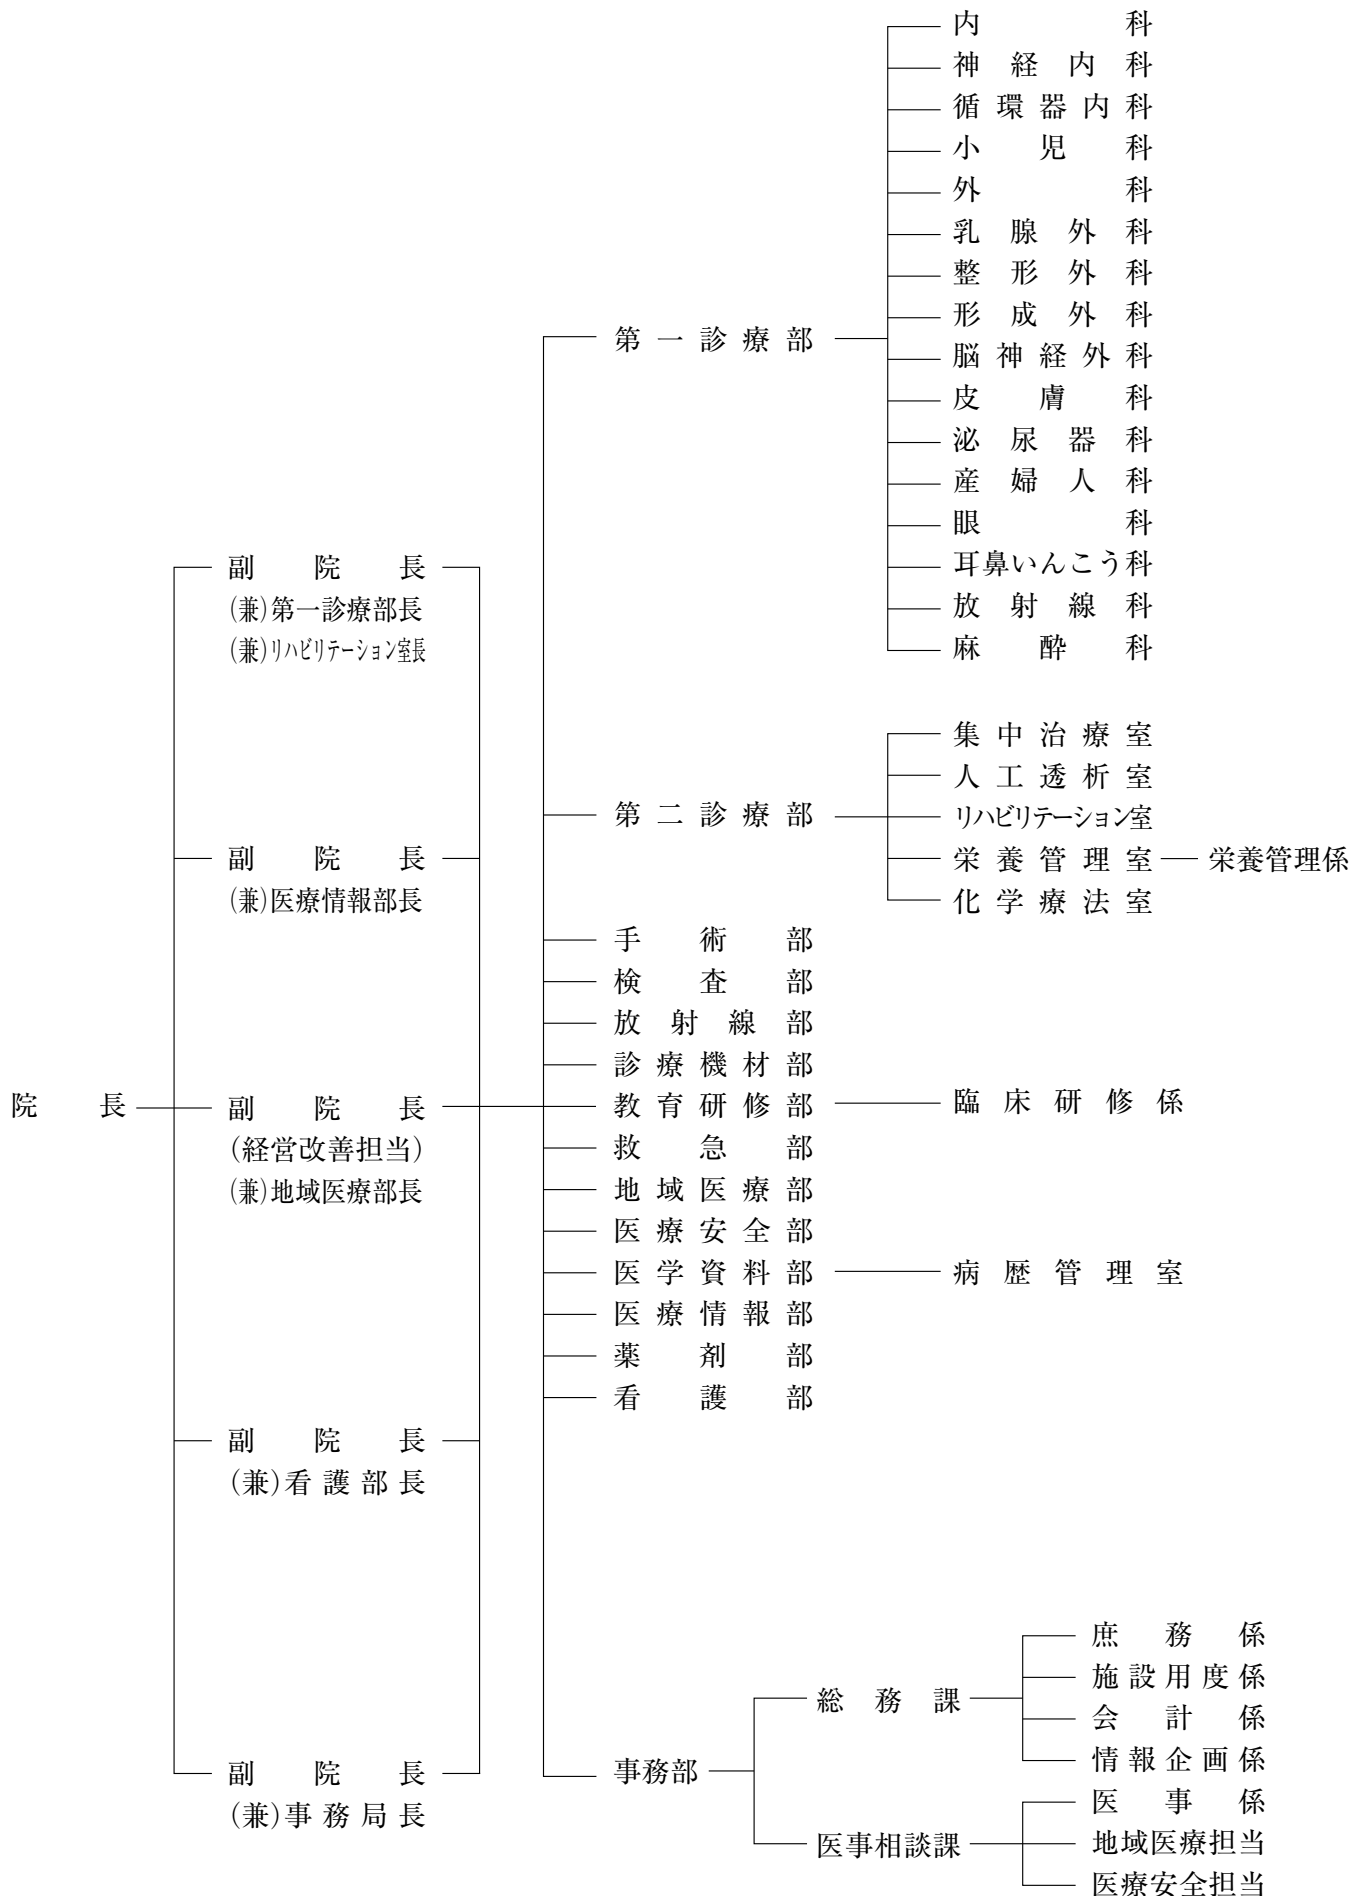 院長
副院長
(兼)第一診療部長
(兼)リハビリテーション室長
副院長
(兼)医療情報部長
副院長
(経営改善担当)
(兼)地域医療部長
副院長
(兼)看護部長
副院長
(兼)事務局長
第一診療部
内科
神経内科
循環器内科
小児科
外科
乳腺外科
整形外科
形成外科
脳神経外科
皮膚科
泌尿器科
産婦人科
眼科
耳鼻いんこう科
放射線科
麻酔科
第二診療部
集中治療室
人工透析室
リハビリテーション室
栄養管理室
栄養管理係
化学療法室
手術部
検査部
放射線部
診療機材部
教育研修部
臨床研修係
救急部
地域医療部
医療安全部
医学資料部
病歴管理室
医療情報部
薬剤部
看護部
事務部
総務課
庶務係
施設用度係
会計係
情報企画係
医事相談課
医事係
地域医療担当
医療安全担当